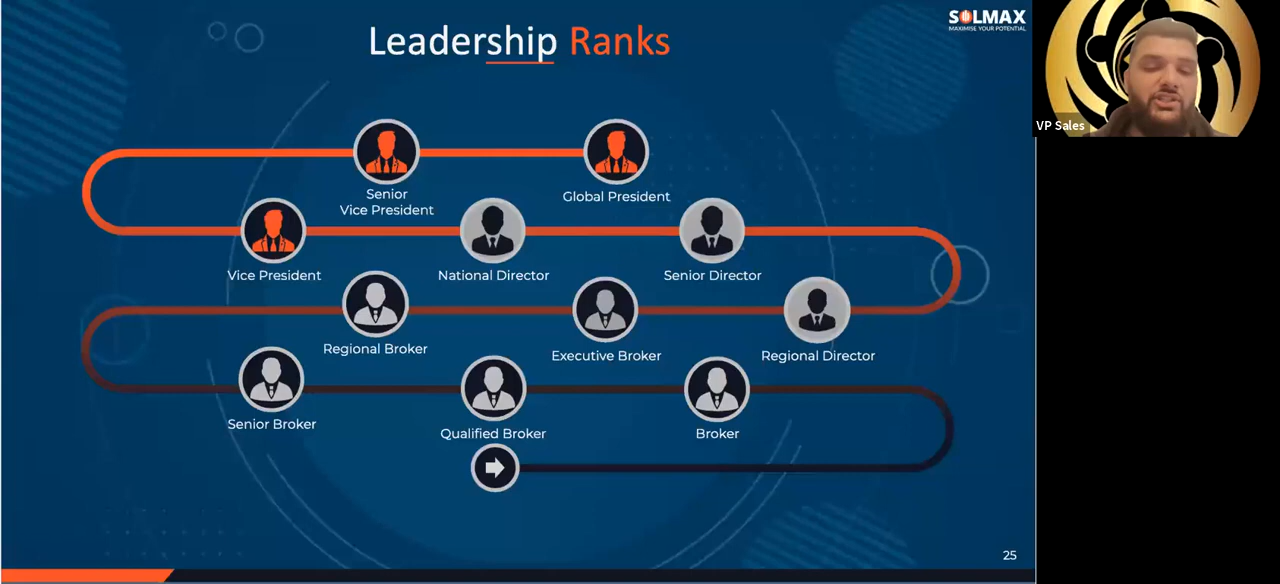 Leadership Ranks
SOLMAX
MAXIMISE YOUR POTENTIAL
VP Sales
Senior
Vice President
Global President
Vice President
National Director
Senior Director
Regional Broker
Executive Broker
Regional Director
Senior Broker
Qualified Broker
Broker
25